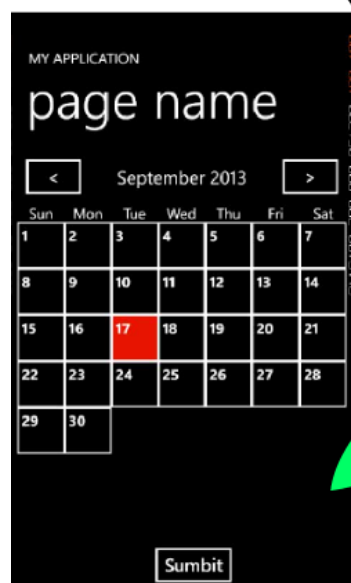 MY APPLICATION
page name
< September 2013 >
Sun Mon Tue Wed Thu Fri Sat
1 2 3 4 5 6 7
8 9 10 11 12 13 14
15 16 17 18 19 20 21
22 23 24 25 26 27 28
29 30
Sumbit